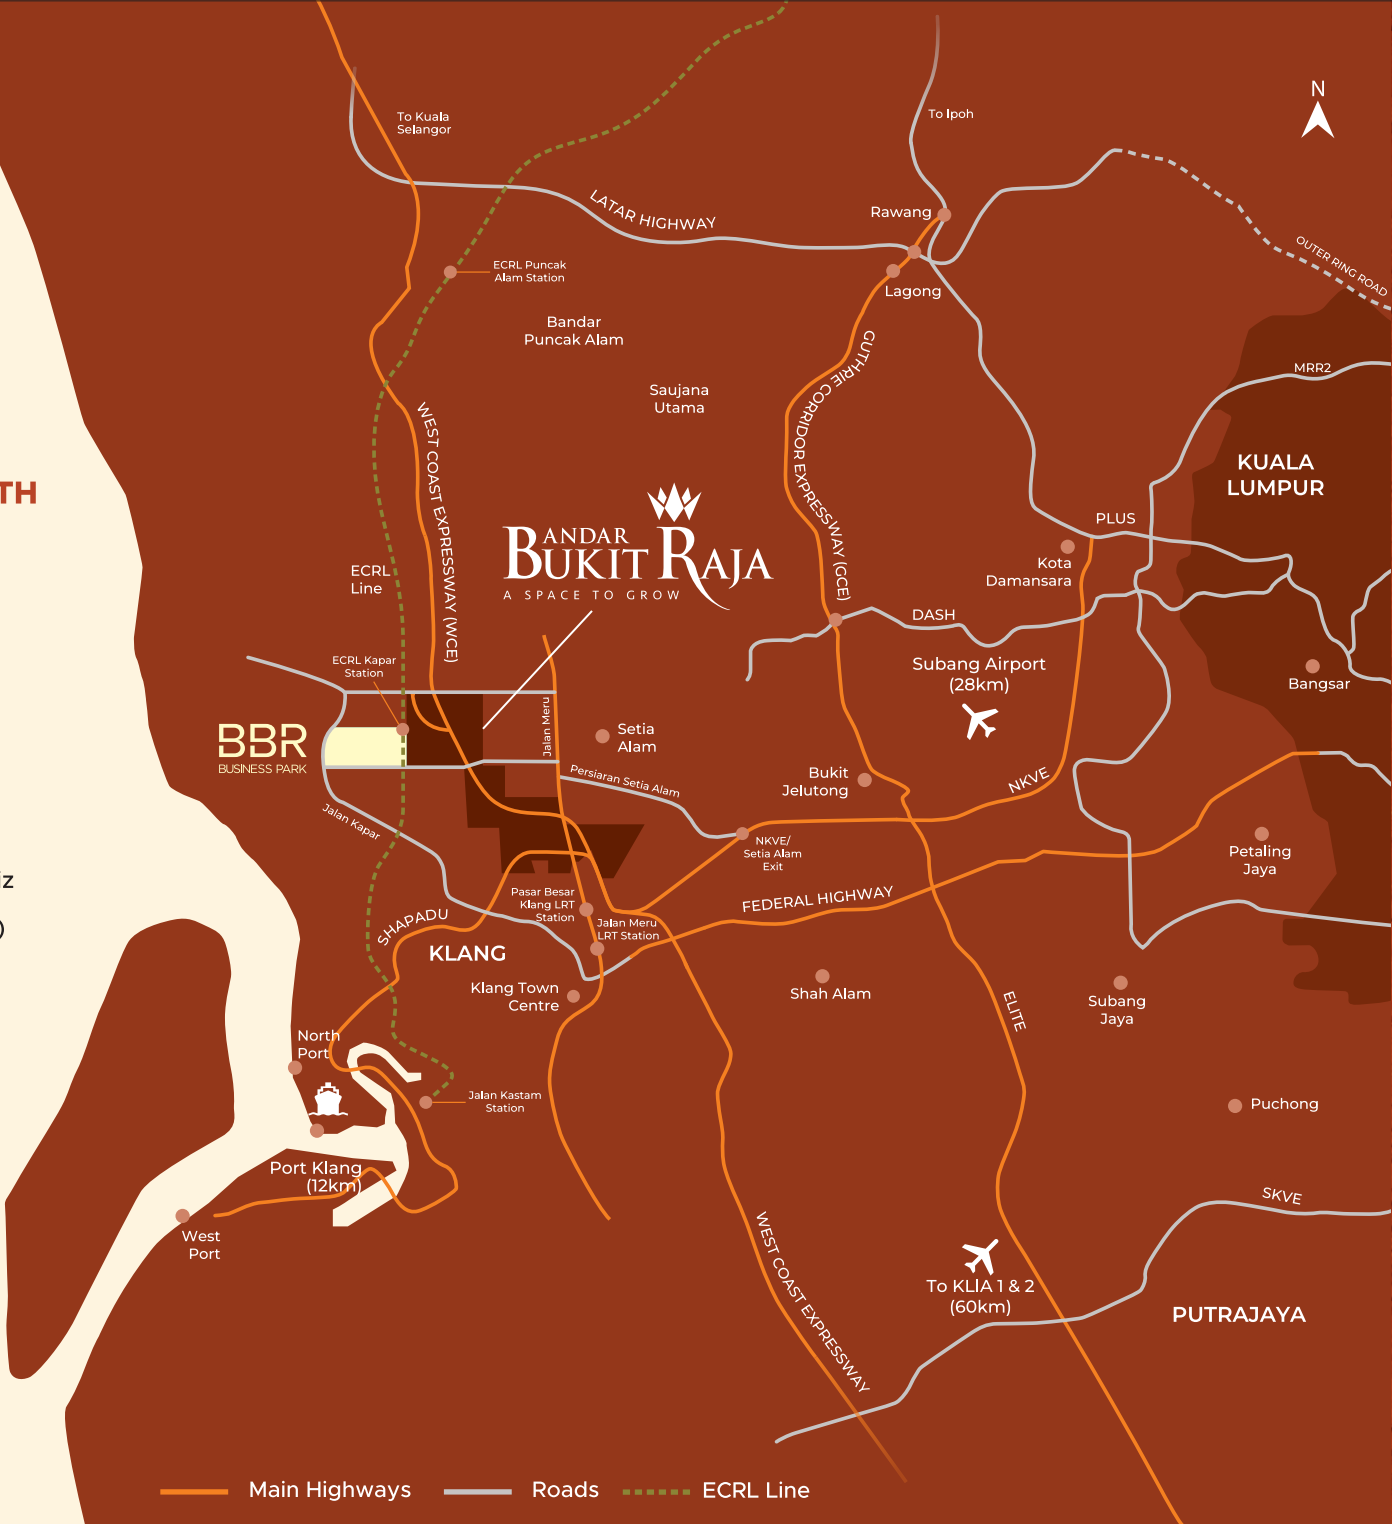 N
To Kuala
Selangor
To Ipoh
LATAR HIGHWAY
Rawang
OUTER RING ROAD
ECRL Puncak
Alam Station
Lagong
Bandar
Puncak Alam
GUTHRIE CORRIDOR EXPRESSWAY (GCE)
MRR2
Saujana
Utama
WEST COAST EXPRESSWAY (WCE)
KUALA
LUMPUR
TH
PLUS
BANDAR
BUKIT RAJA
A SPACE TO GROW
Kota
Damansara
ECRL
Line
DASH
ECRL Kapar
Station
Subang Airport
(28km)
Bangsar
Jalan Meru
Setia
Alam
BBR
BUSINESS PARK
Persiaran Setia Alam
Bukit
Jelutong
NKVE
Jalan Kapar
NKVE/
Setia Alam
Exit
Petaling
Jaya
iz
Pasar Besar
Klang LRT
Station
FEDERAL HIGHWAY
SHAPADU
Jalan Meru
LRT Station
)
KLANG
Klang Town
Centre
Shah Alam
ELITE
Subang
Jaya
North
Port
Jalan Kastam
Station
Puchong
Port Klang
(12km)
SKVE
West
Port
WEST COAST EXPRESSWAY
To KLIA 1 & 2
(60km)
PUTRAJAYA
Main Highways
Roads
ECRL Line